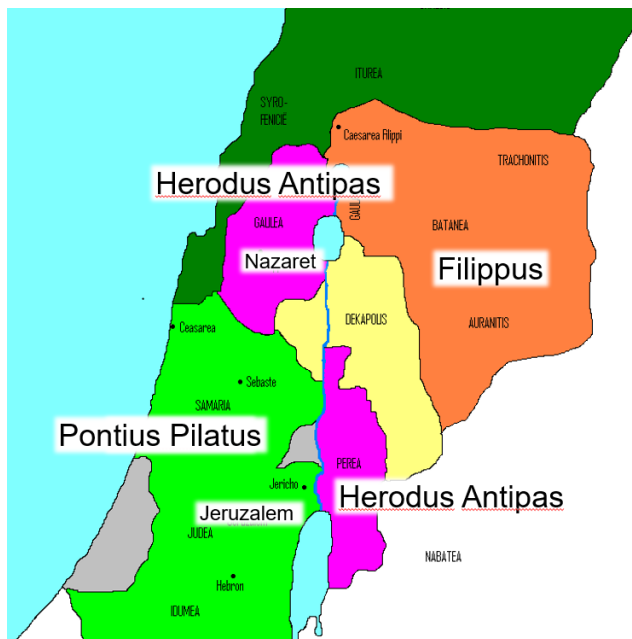 ITUREA
SYRO-
FENICIË
Caesarea Filippi
TRACHONITIS
Herodus Antipas
GAUL
GALILEA
BATANEA
Nazaret
Filippus
DEKAPOLIS
AURANITIS
Ceasarea
Sebaste
SAMARIA
Pontius Pilatus
PEREA
Jericho
Herodus Antipas
Jeruzalem
JUDEA
NABATEA
Hebron
IDUMEA